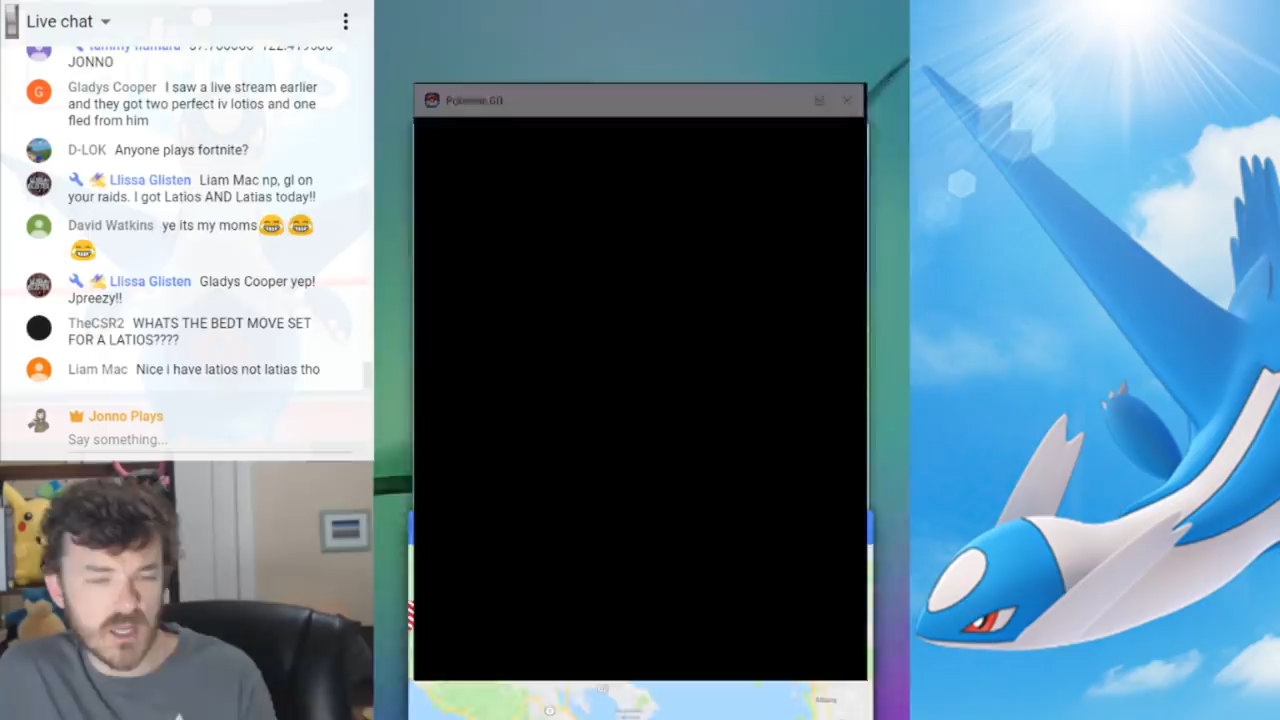 Live chat
JONNO
Gladys Cooper I saw a live stream earlier
and they got two perfect iv lotios and one
fled from him
D-LOK Anyone plays fortnite?
Llissa Glisten Liam Mac np, gl on
your raids. I got Latios AND Latias today!!
David Watkins ye its my moms😂😂
😂
Llissa Glisten Gladys Cooper yep!
Jpreezy!!
TheCSR2 WHATS THE BEDT MOVE SET
FOR A LATIOS????
Liam Mac Nice i have latios not latias tho
Jonno Plays
Say something...
Pokemon GO
Albany